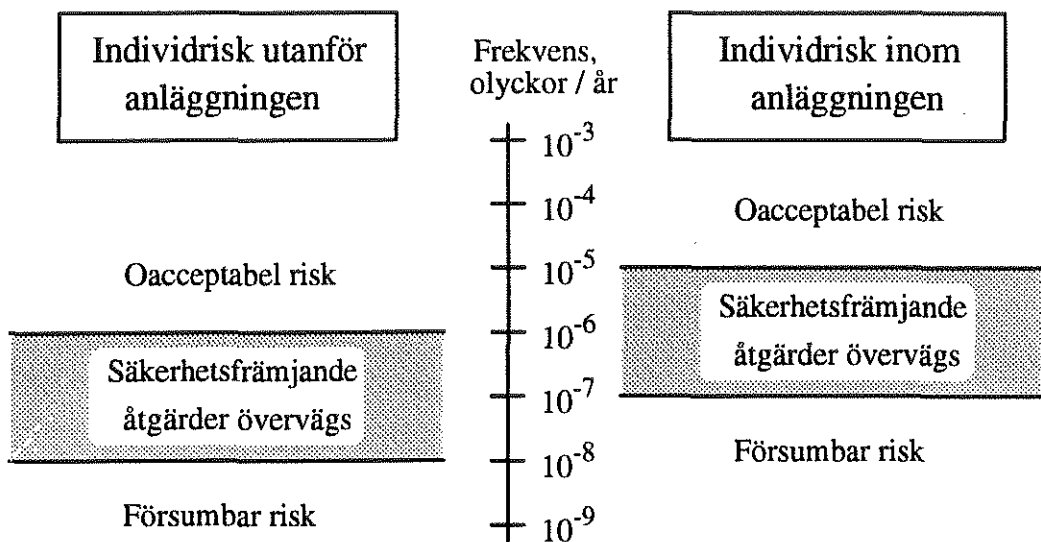 Individrisk utanför
anläggningen
Oacceptabel risk
Säkerhetsfrämjande
åtgärder övervägs
Försumbar risk
Frekvens,
olyckor / år
10⁻³
10⁻⁴
10⁻⁵
10⁻⁶
10⁻⁷
10⁻⁸
10⁻⁹
Individrisk inom
anläggningen
Oacceptabel risk
Säkerhetsfrämjande
åtgärder övervägs
Försumbar risk